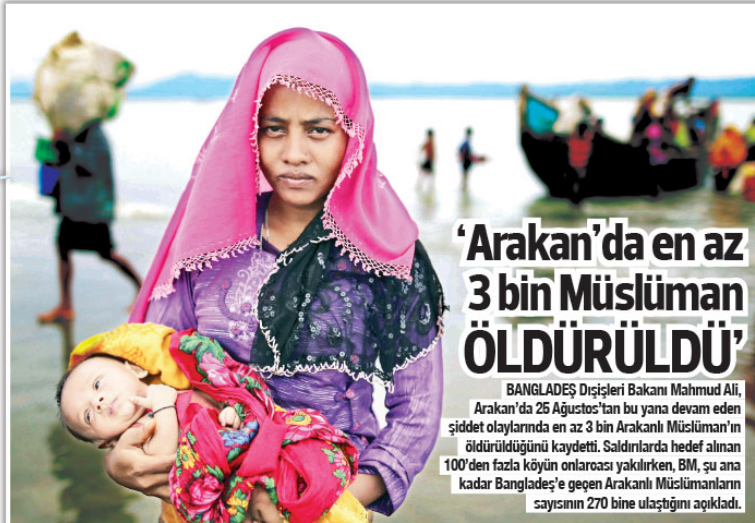 'Arakan'da en az
3 bin Müslüman
ÖLDÜRÜLDÜ'
BANGLADEŞ Dışişleri Bakanı Mahmud Ali,
Arakan'da 25 Ağustos'tan bu yana devam eden
şiddet olaylarında en az 3 bin Arakanlı Müslüman'ın
öldürüldüğünü kaydetti. Saldırılarda hedef alınan
100'den fazla köyün onlaroası yakılırken, BM, şu ana
kadar Bangladeş'e geçen Arakanlı Müslümanların
sayısının 270 bine ulaştığını açıkladı.